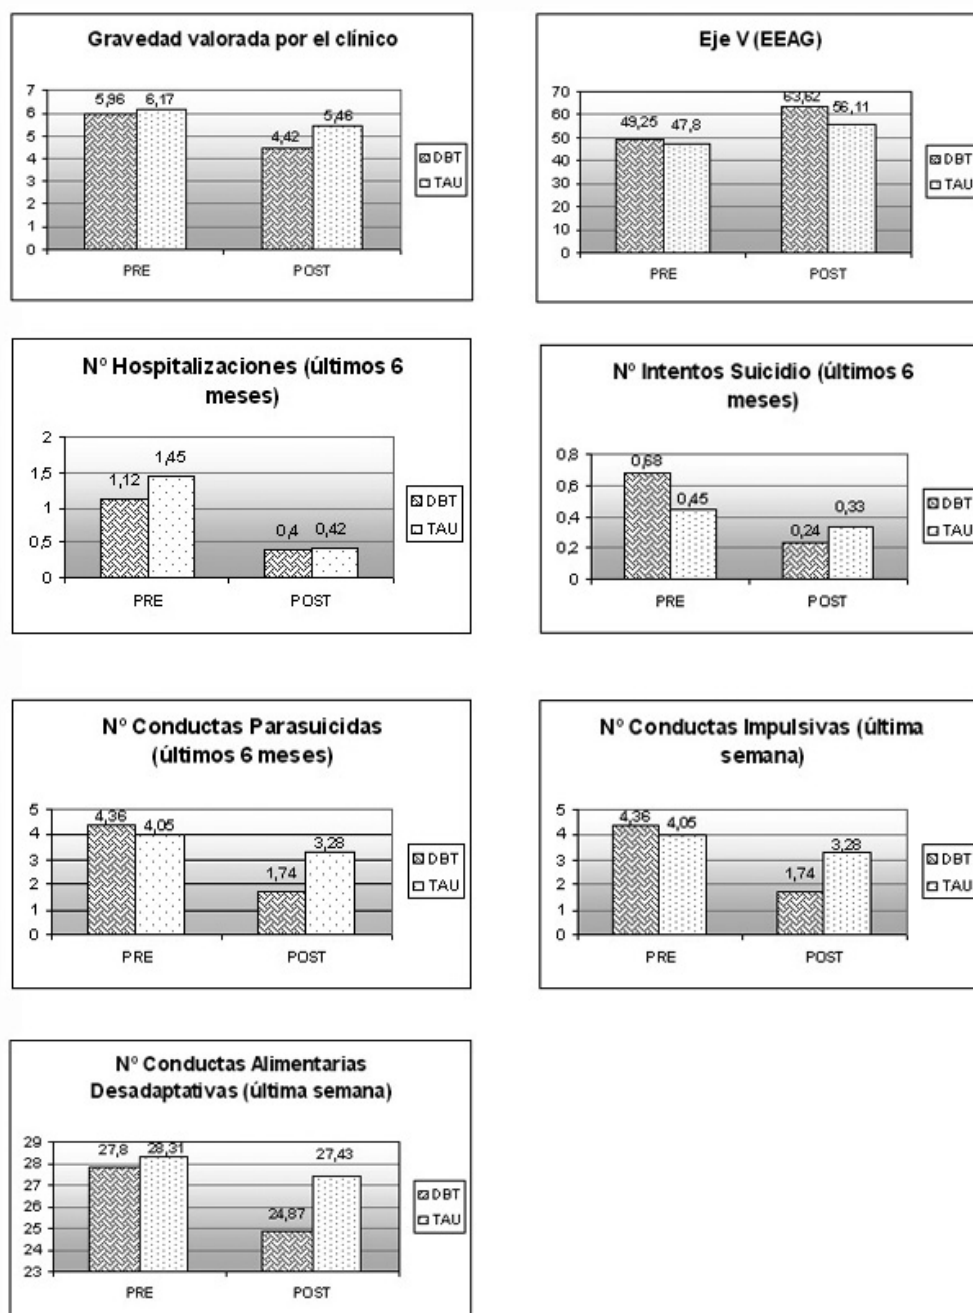 Gravedad valorada por el clínico
7
6
5
4
3
2
1
0
5,96
6,17
4,42
5,46
PRE
POST
DBT
TAU
Eje V (EEAG)
70
60
50
40
30
20
10
0
49,25
47,8
63,62
56,11
PRE
POST
DBT
TAU
Nº Hospitalizaciones (últimos 6
meses)
2
1,5
1
0,5
0
1,12
1,45
0,4
0,42
PRE
POST
DBT
TAU
Nº Intentos Suicidio (últimos 6
meses)
0,8
0,6
0,4
0,2
0
0,68
0,45
0,24
0,33
PRE
POST
DBT
TAU
Nº Conductas Parasuicidas
(últimos 6 meses)
5
4
3
2
1
0
4,36
4,05
1,74
3,28
PRE
POST
DBT
TAU
Nº Conductas Impulsivas (última
semana)
5
4
3
2
1
0
4,36
4,05
1,74
3,28
PRE
POST
DBT
TAU
Nº Conductas Alimentarias
Desadaptativas (última semana)
29
28
27
26
25
24
23
27,8
28,31
24,87
27,43
PRE
POST
DBT
TAU